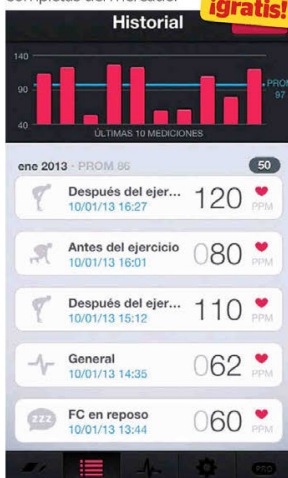 ¡gratis!
Historial
140
90
40
PROM
97
ÚLTIMAS 10 MEDICIONES
ene 2013 · PROM 86 50
Después del ejer... 120 PPM
10/01/13 16:27
Antes del ejercicio 080 PPM
10/01/13 16:01
Después del ejer... 110 PPM
10/01/13 15:12
General 062 PPM
10/01/13 14:35
zzz FC en reposo 060 PPM
10/01/13 13:44
PRO